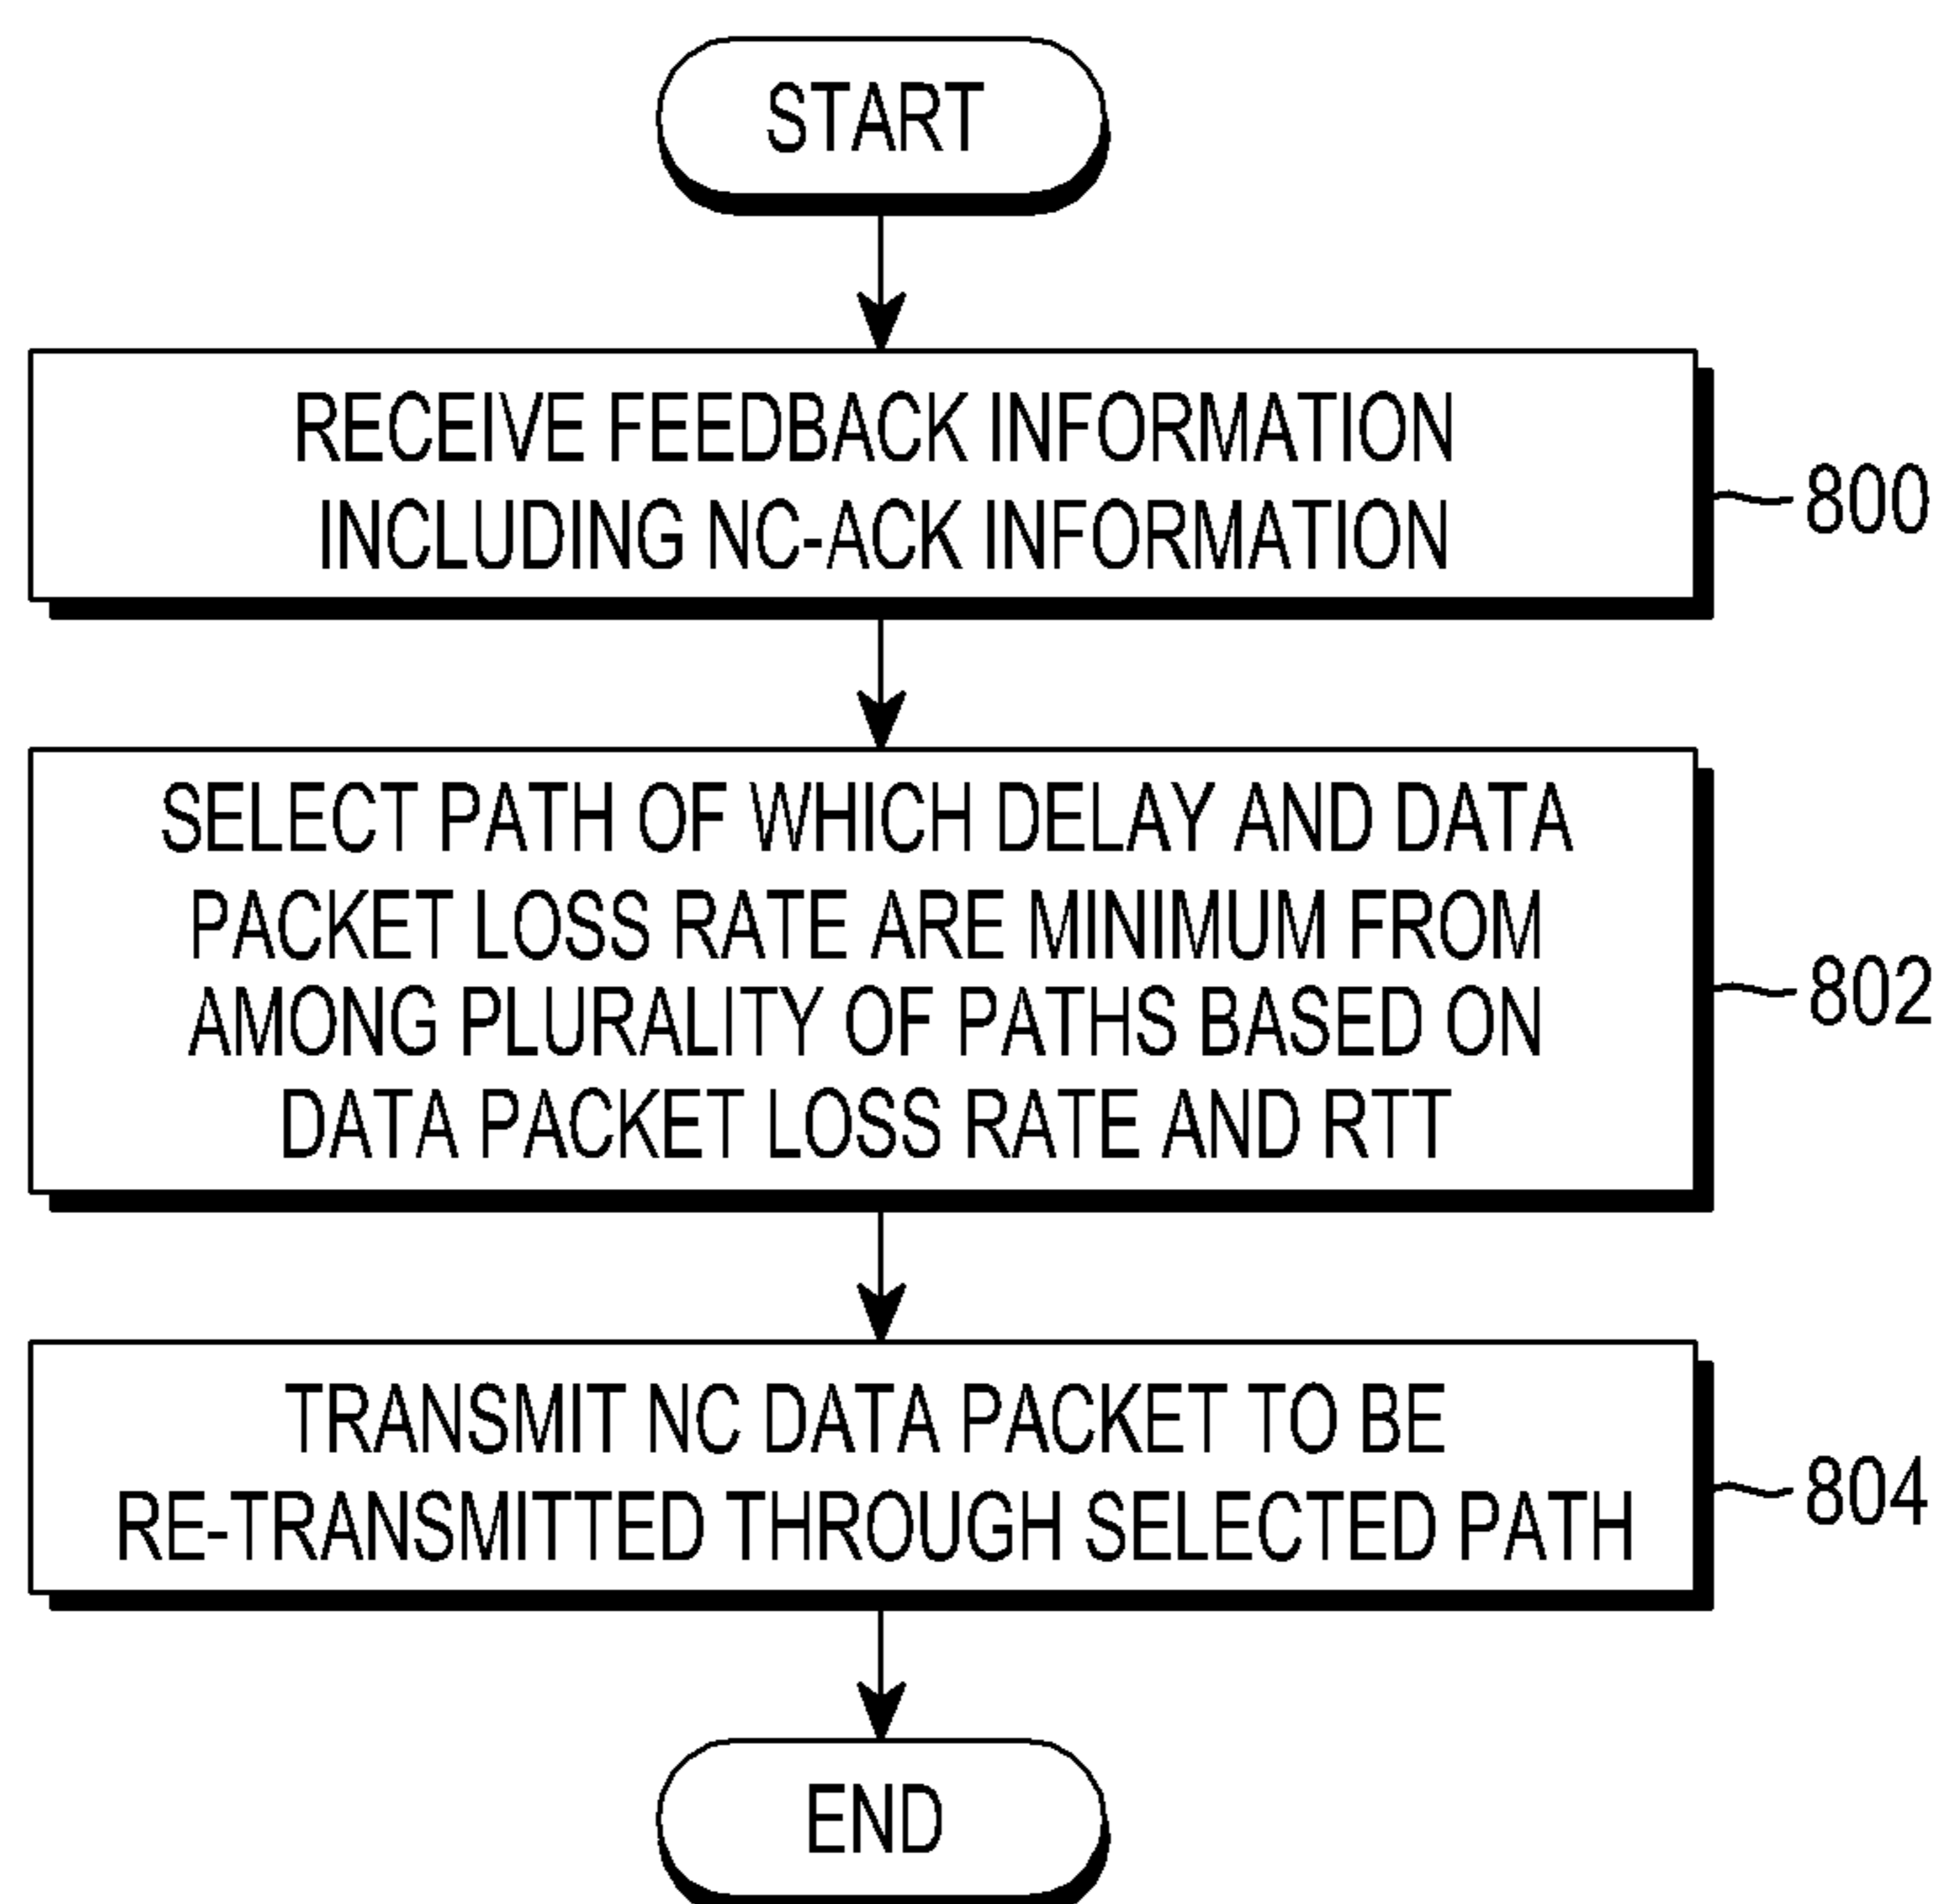 START
RECEIVE FEEDBACK INFORMATION
INCLUDING NC-ACK INFORMATION
800
SELECT PATH OF WHICH DELAY AND DATA
PACKET LOSS RATE ARE MINIMUM FROM
AMONG PLURALITY OF PATHS BASED ON
DATA PACKET LOSS RATE AND RTT
802
TRANSMIT NC DATA PACKET TO BE
RE-TRANSMITTED THROUGH SELECTED PATH
804
END